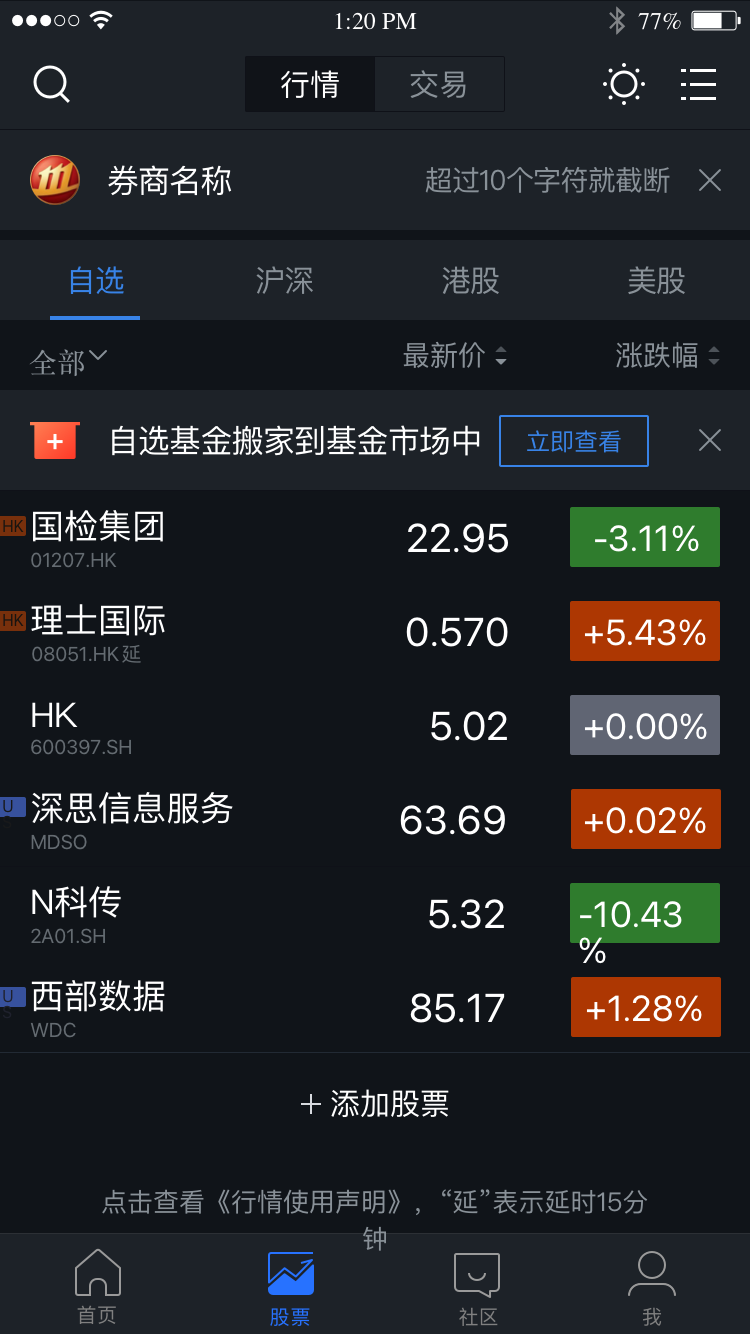 1:20 PM 77%
行情 交易
券商名称 超过10个字符就截断
自选 沪深 港股 美股
全部 最新价 涨跌幅
自选基金搬家到基金市场中 立即查看
HK 国检集团 22.95 -3.11%
01207.HK
HK 理士国际 0.570 +5.43%
08051.HK 延
HK 5.02 +0.00%
600397.SH
US 深思信息服务 63.69 +0.02%
MDSO
N科传 5.32 -10.43%
2A01.SH
US 西部数据 85.17 +1.28%
WDC
+ 添加股票
点击查看《行情使用声明》，“延”表示延时15分
钟
首页 股票 社区 我